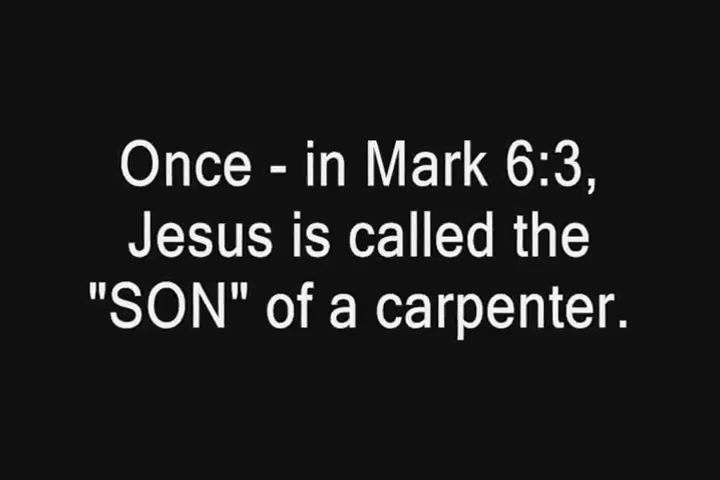 Once - in Mark 6:3,
Jesus is called the
"SON" of a carpenter.